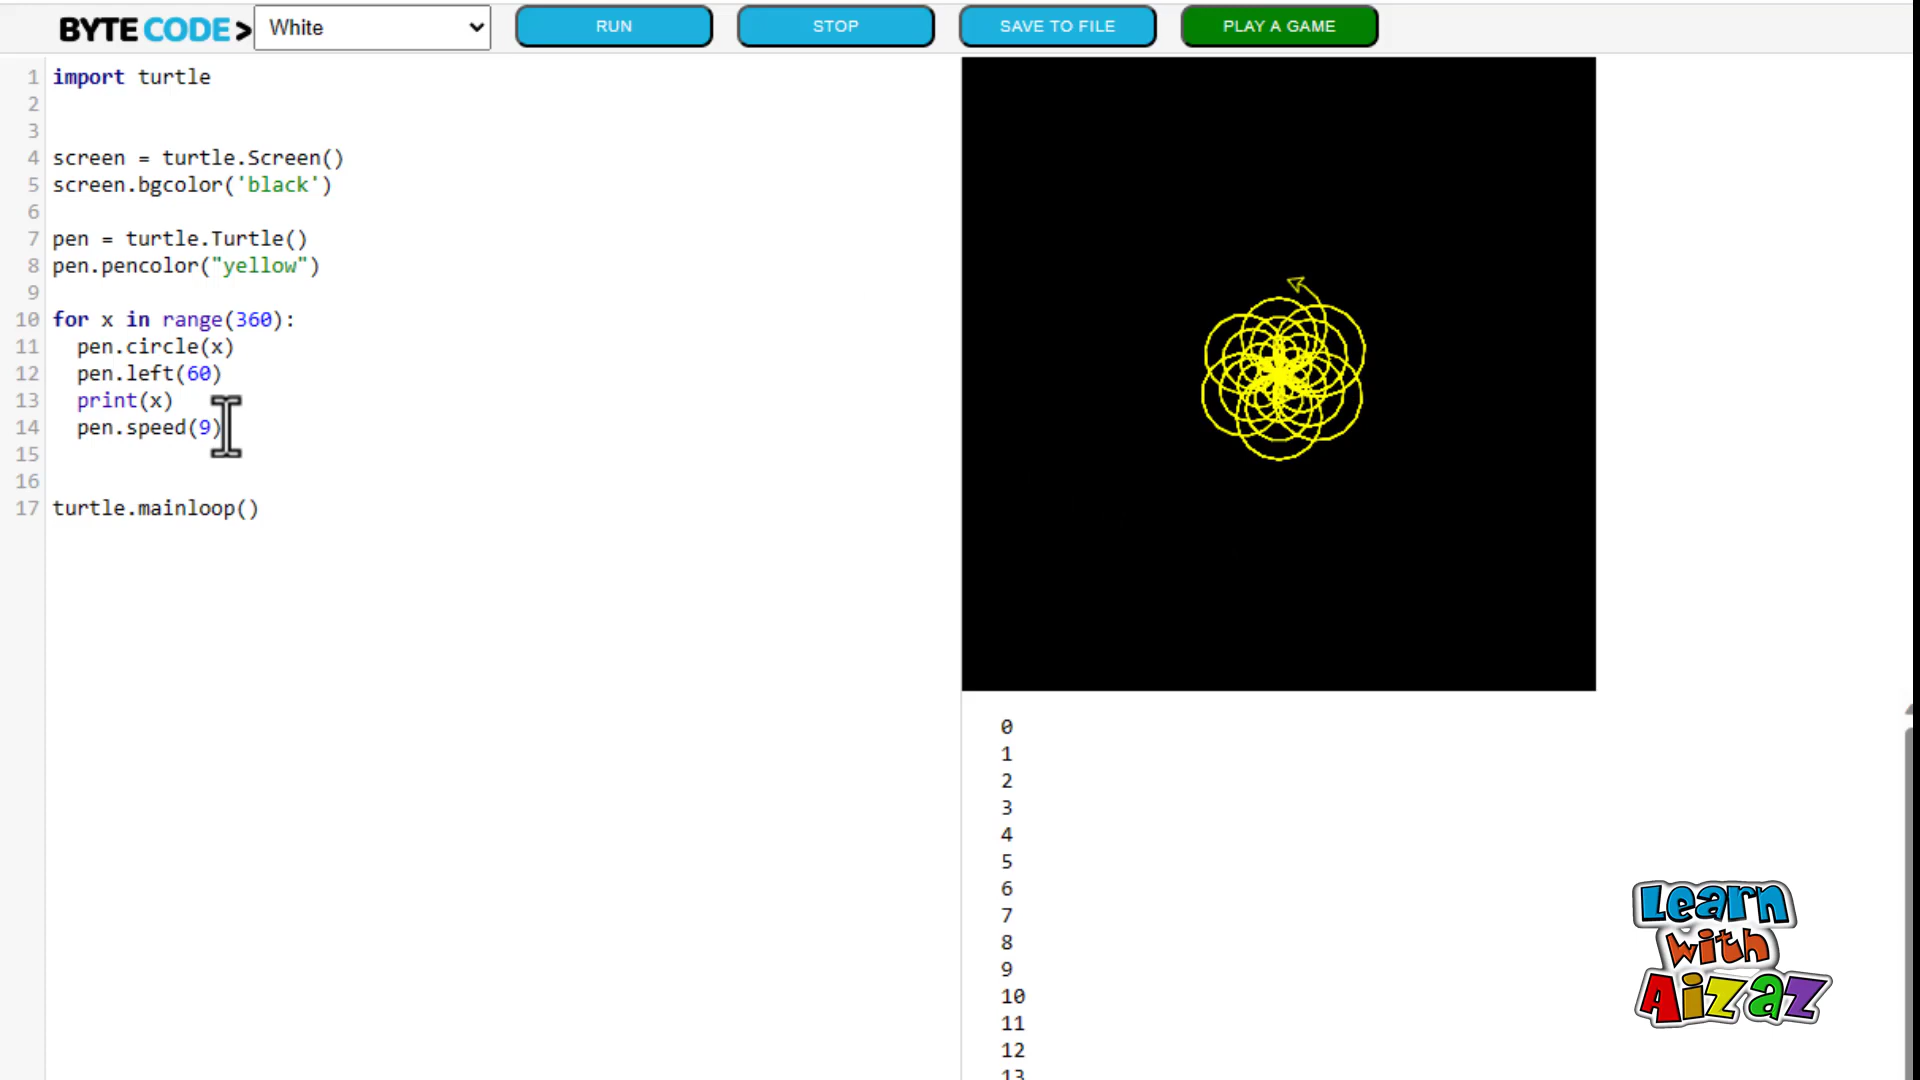 BYTECODE> White RUN STOP SAVE TO FILE PLAY A GAME
1 import turtle
2
3
4 screen = turtle.Screen()
5 screen.bgcolor('black')
6
7 pen = turtle.Turtle()
8 pen.pencolor("yellow")
9
10 for x in range(360):
11 pen.circle(x)
12 pen.left(60)
13 print(x)
14 pen.speed(9)
15
16
17 turtle.mainloop()
0
1
2
3
4
5
6
7
8
9
10
11
12
13
Learn
with
Aizaz